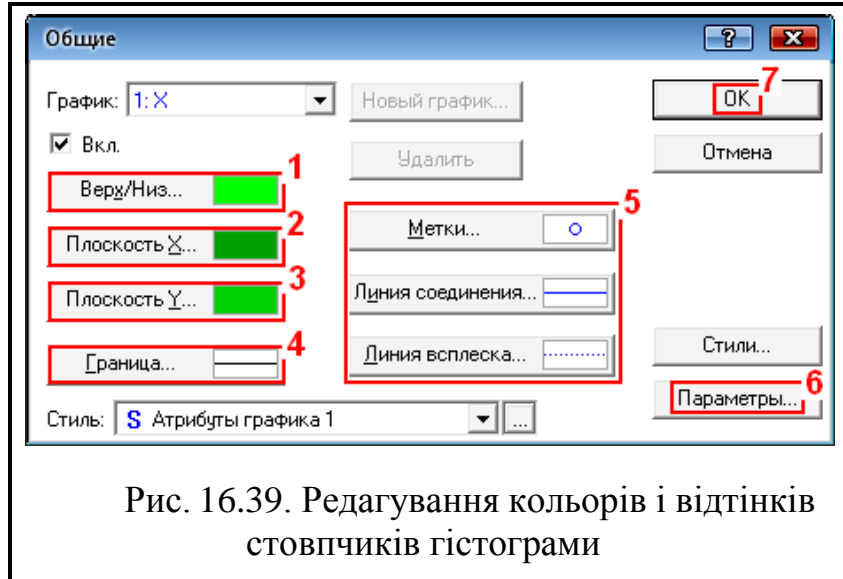 Общие
График: 1: X
Новый график...
7
OK
Вкл.
Удалить
Отмена
1
Верх/Низ...
2
Плоскость X...
3
Плоскость Y...
4
Граница...
5
Метки...
Линия соединения...
Линия всплеска...
Стили...
6
Параметры...
Стиль: S Атрибуты графика 1
...
Рис. 16.39. Редагування кольорів і відтінків
стовпчиків гістограми